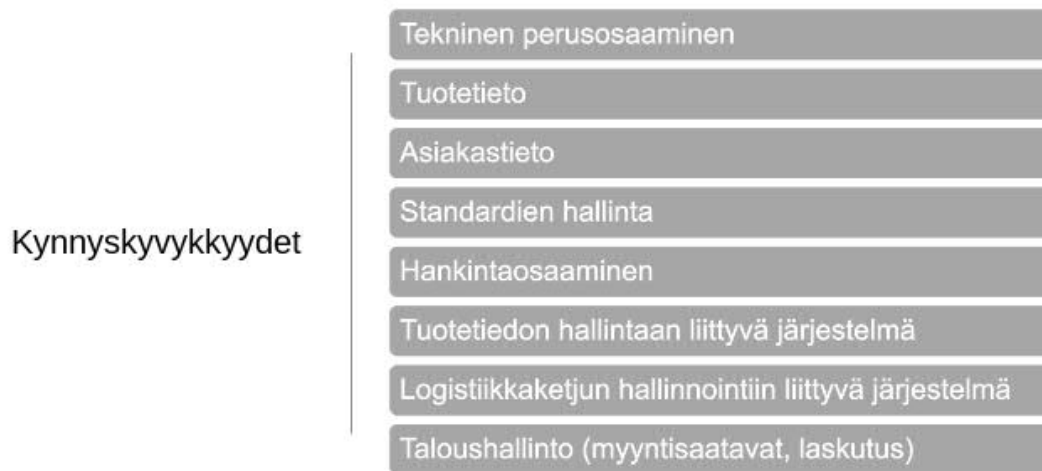 Kynnyskyvykkyydet
Tekninen perusosaaminen
Tuotetieto
Asiakastieto
Standardien hallinta
Hankintaosaaminen
Tuotetiedon hallintaan liittyvä järjestelmä
Logistiikkaketjun hallinnointiin liittyvä järjestelmä
Taloushallinto (myyntisaatavat, laskutus)